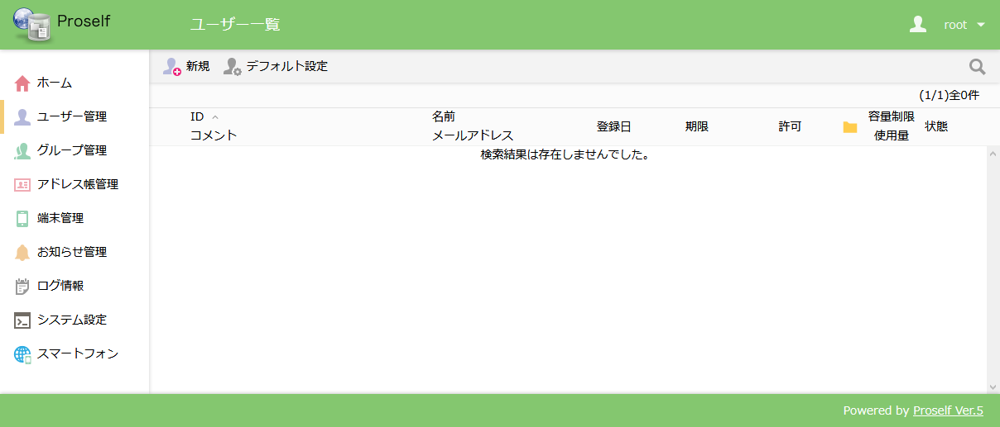 Proself
ユーザー一覧
root
新規
デフォルト設定
(1/1)全0件
ホーム
ユーザー管理
グループ管理
アドレス帳管理
端末管理
お知らせ管理
ログ情報
システム設定
スマートフォン
ID
コメント
名前
メールアドレス
登録日
期限
許可
容量制限
使用量
状態
検索結果は存在しませんでした。
Powered by Proself Ver.5